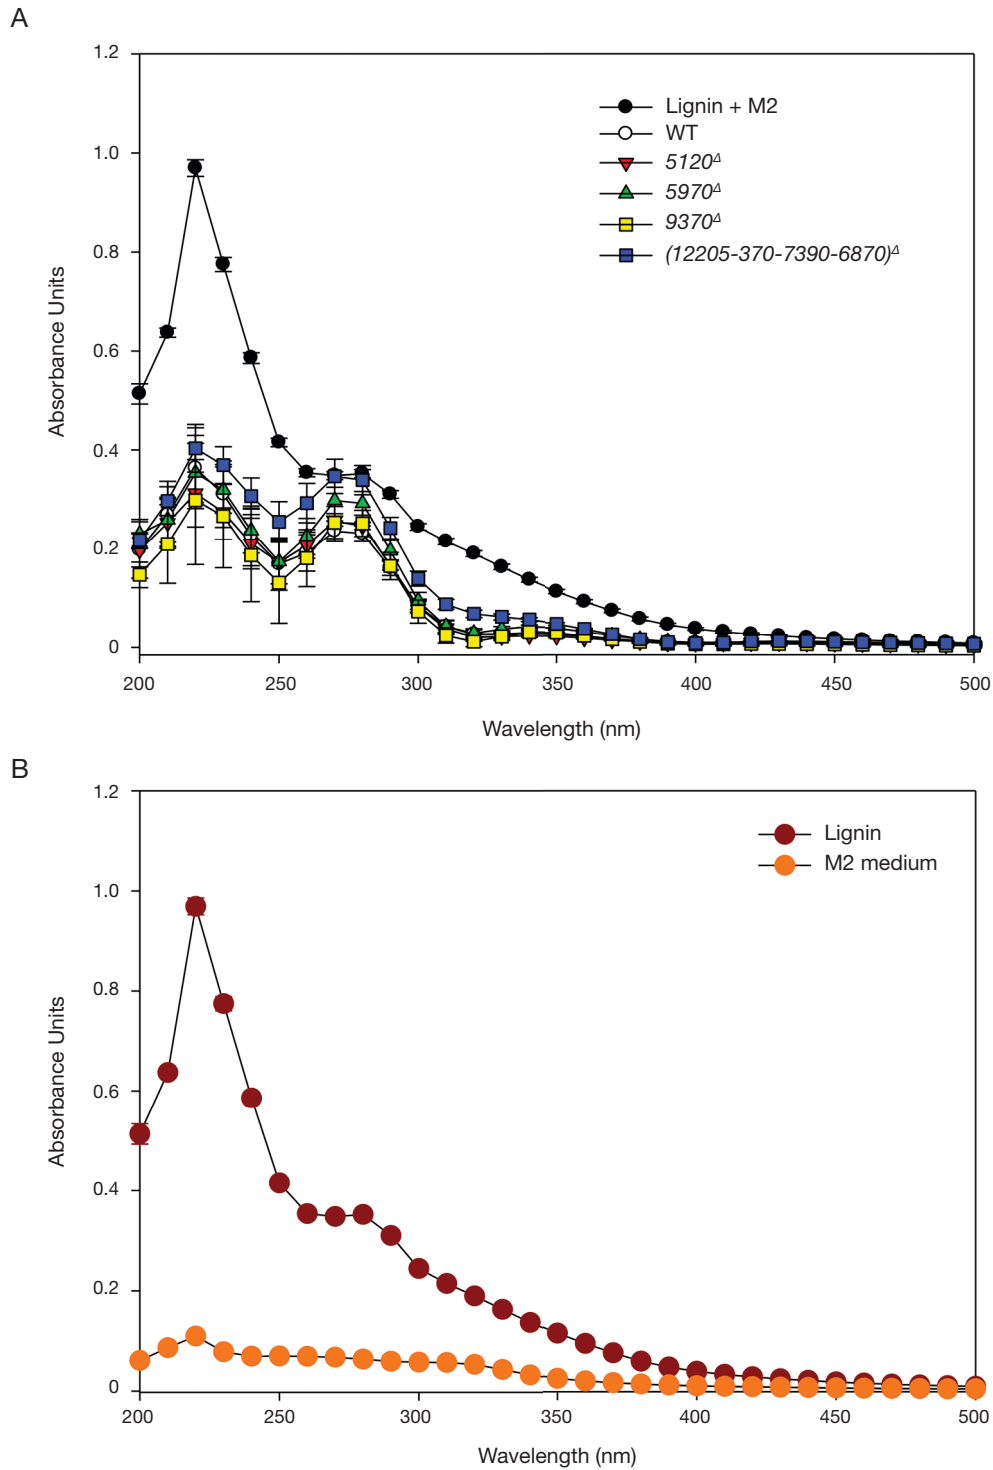 A
1.2
1.0
0.8
0.6
0.4
0.2
0
Absorbance Units
Lignin + M2
WT
5120Δ
5970Δ
9370Δ
(12205-370-7390-6870)Δ
200 250 300 350 400 450 500
Wavelength (nm)
B
1.2
1.0
0.8
0.6
0.4
0.2
0
Absorbance Units
Lignin
M2 medium
200 250 300 350 400 450 500
Wavelength (nm)